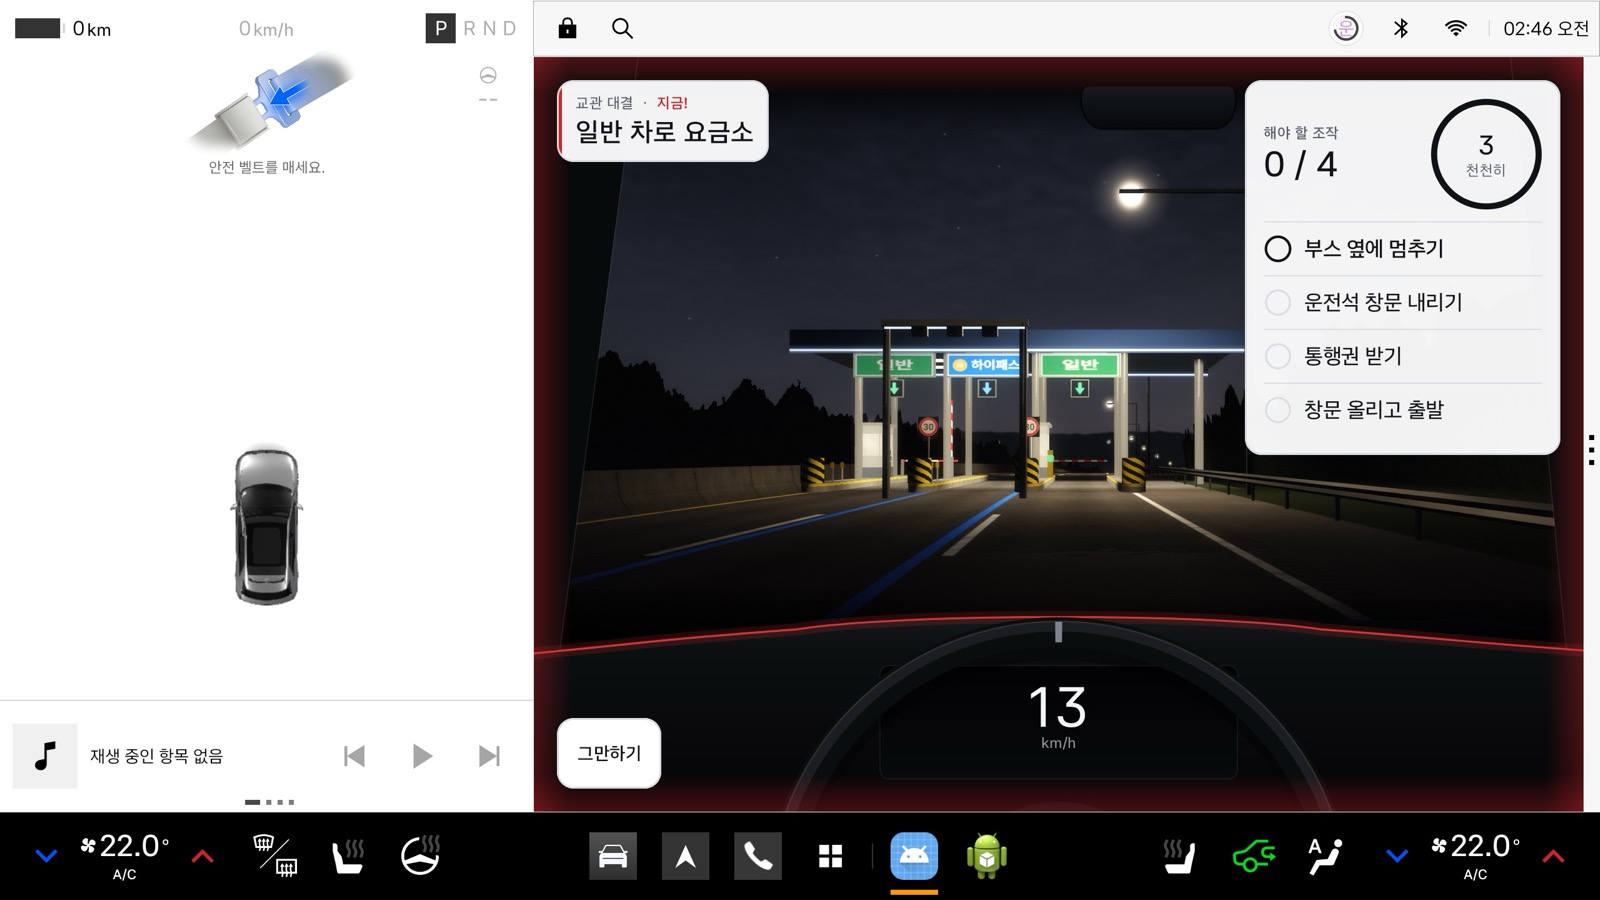 0km
0km/h
P R N D
--
안전 벨트를 매세요.
재생 중인 항목 없음
운
02:46 오전
교관 대결 · 지금!
일반 차로 요금소
해야 할 조작
0 / 4
3
천천히
부스 옆에 멈추기
운전석 창문 내리기
통행권 받기
창문 올리고 출발
일반
하이패스
일반
30
30
13
km/h
그만하기
22.0°
A/C
A
22.0°
A/C